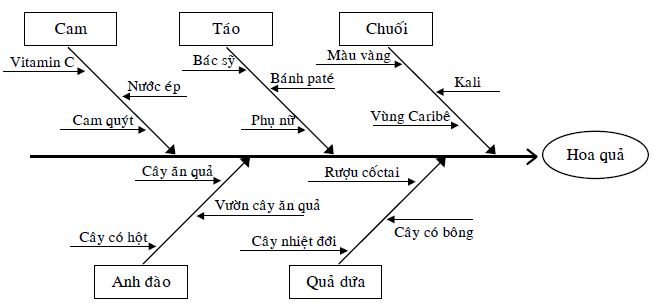 Cam
Táo
Chuối
Vitamin C
Bác sỹ
Màu vàng
Nước ép
Bánh paté
Kali
Cam quýt
Phụ nữ
Vùng Caribê
Hoa quả
Cây ăn quả
Rượu cốctai
Vườn cây ăn quả
Cây có bông
Cây có hột
Cây nhiệt đới
Anh đào
Quả dứa